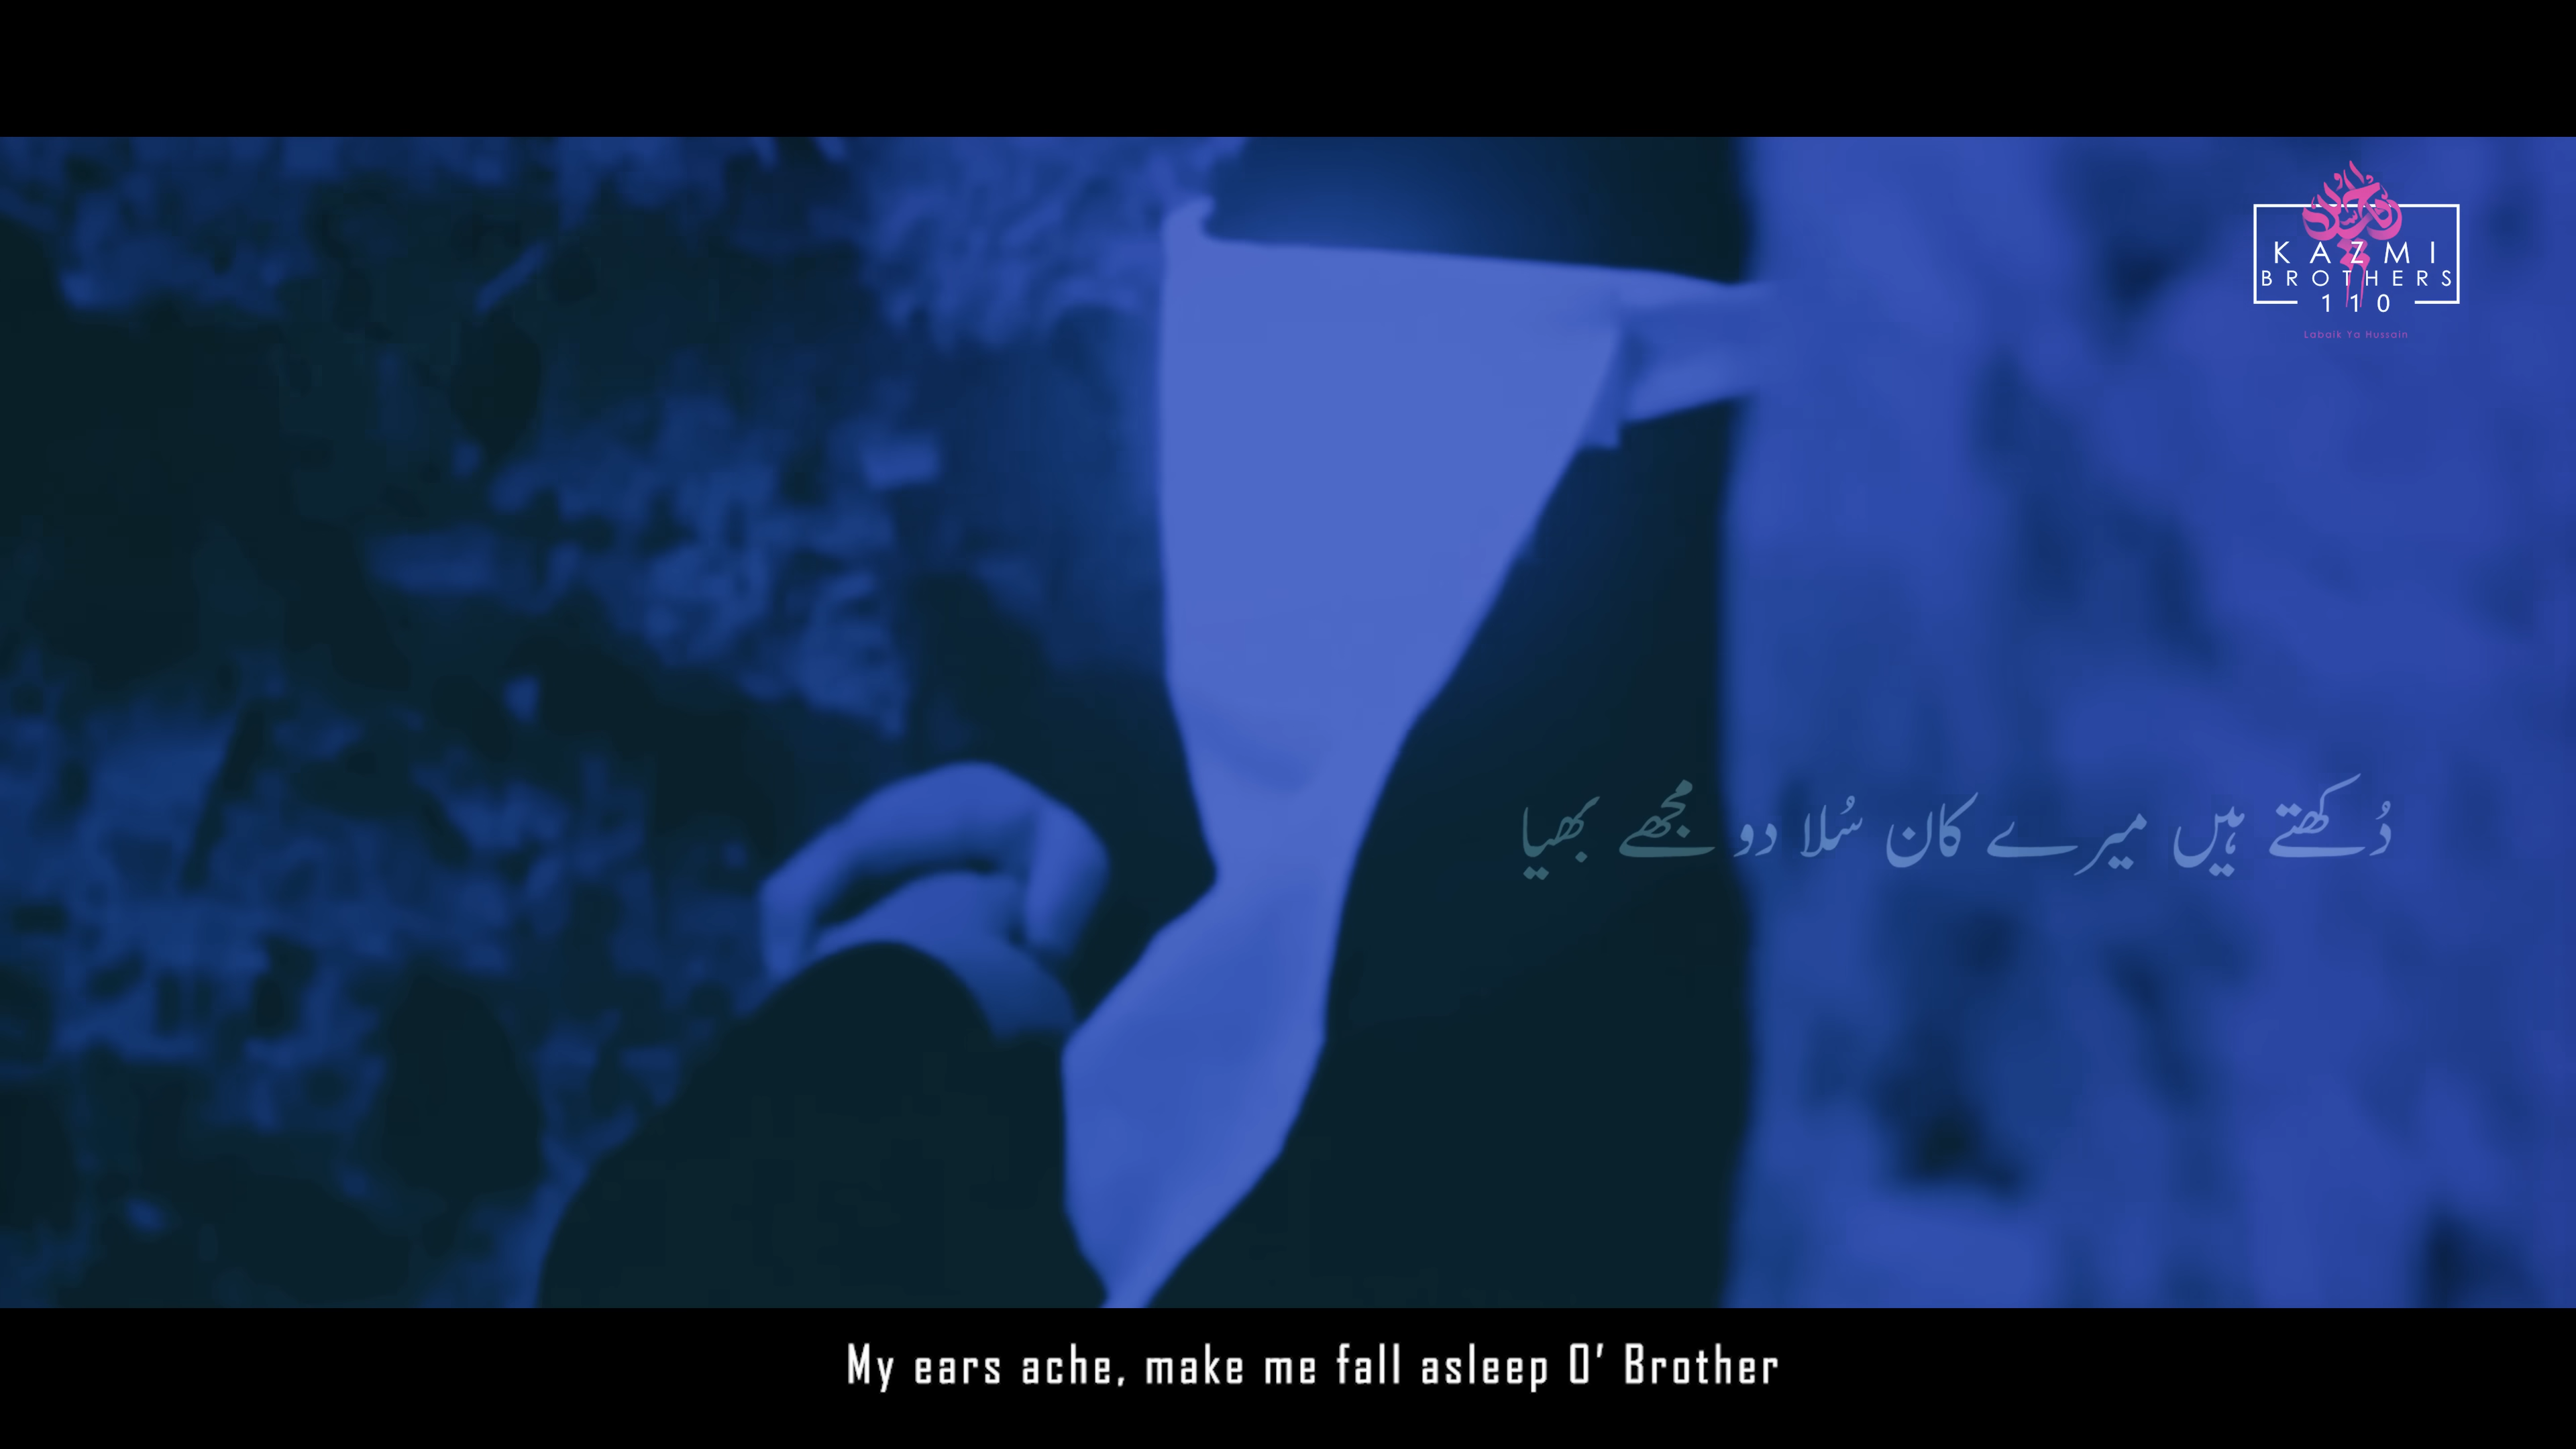 KAZMI
BROTHERS
110
Labaik Ya Hussain
دُکھتے ہیں میرے کان سُلا دو مجھے بھیا
My ears ache, make me fall asleep O' Brother